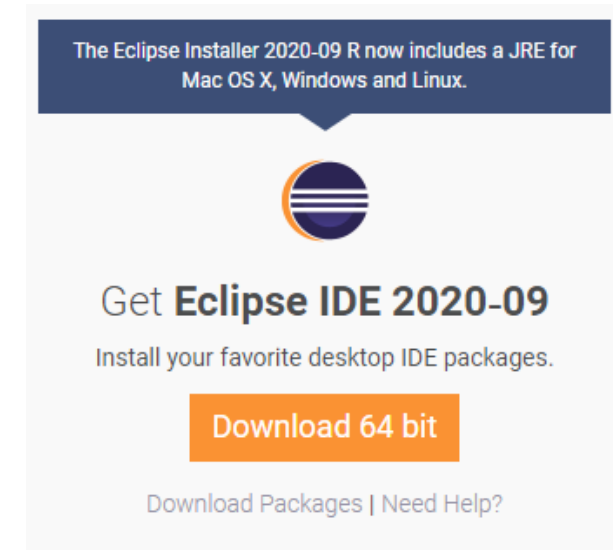 The Eclipse Installer 2020-09 R now includes a JRE for
Mac OS X, Windows and Linux.
Get Eclipse IDE 2020-09
Install your favorite desktop IDE packages.
Download 64 bit
Download Packages | Need Help?